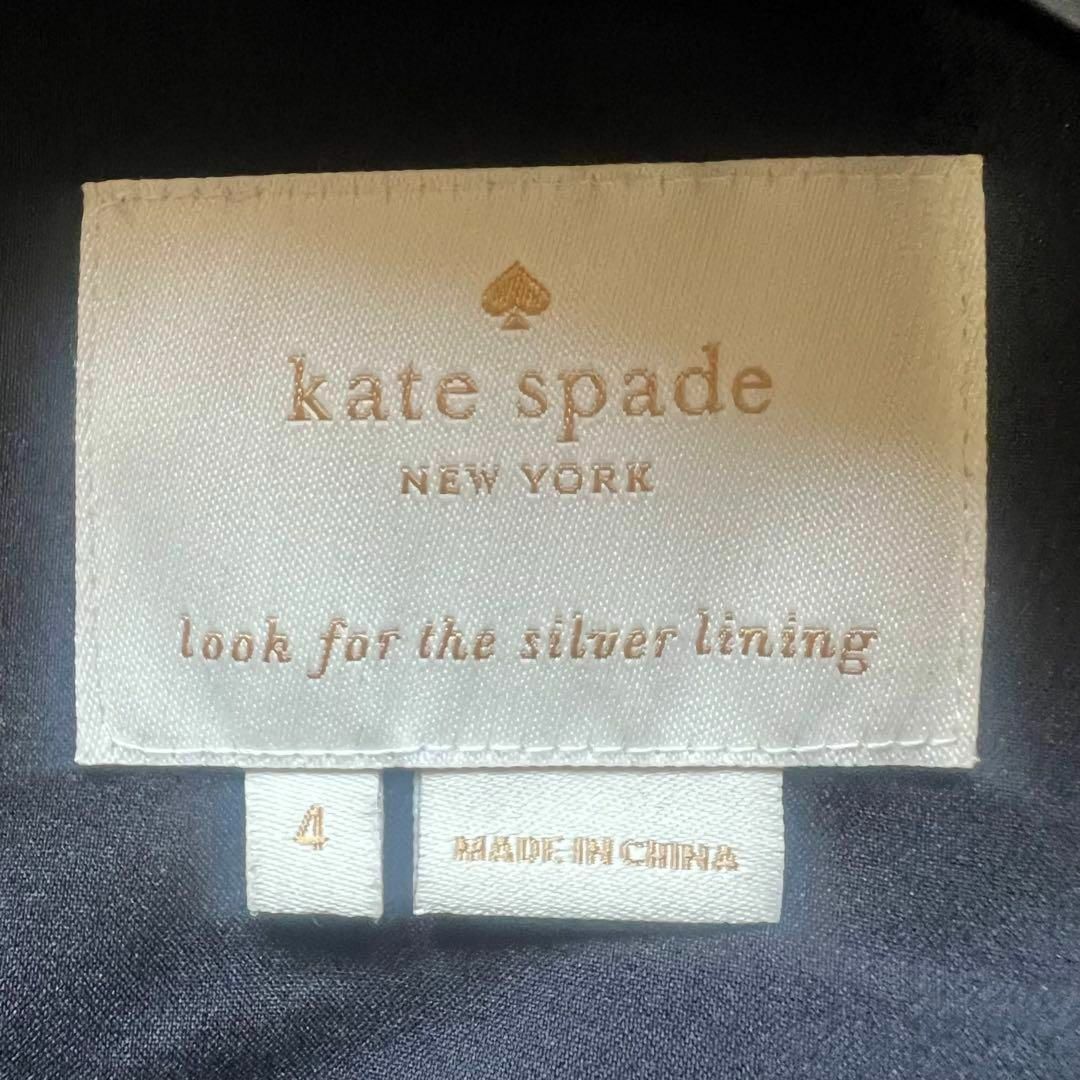 kate spade
NEW YORK
look for the silver lining
4
MADE IN CHINA